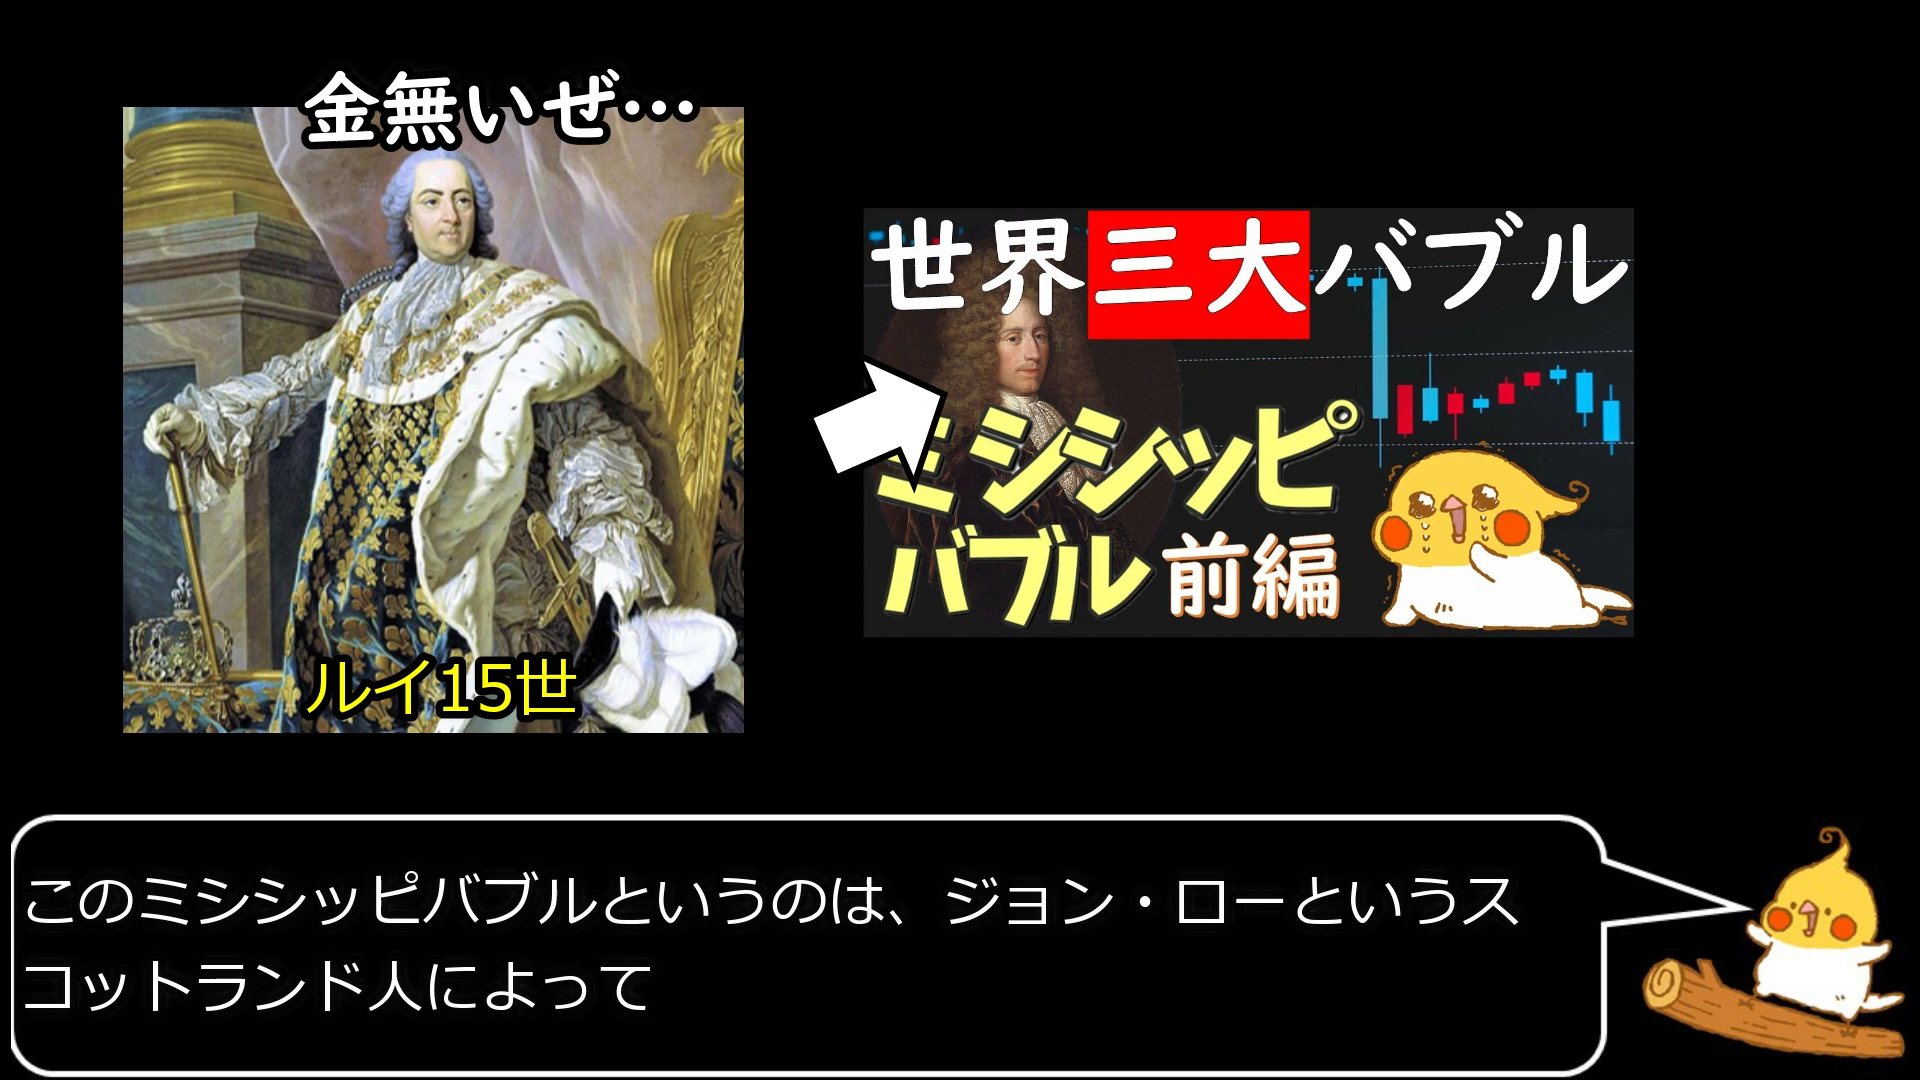 金無いぜ…
ルイ15世
世界三大バブル
ミシシッピ
バブル前編
このミシシッピバブルというのは、ジョン・ローというス
コットランド人によって